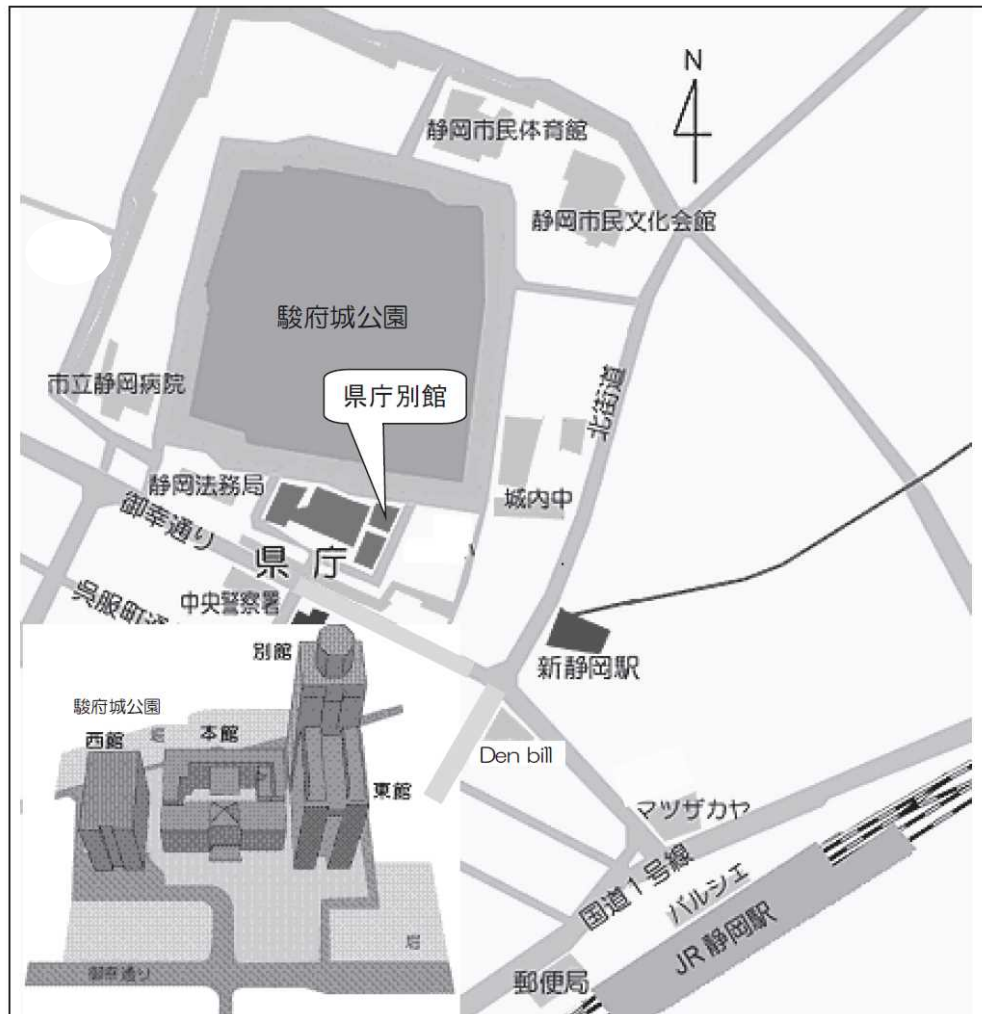 N
静岡市民体育館
静岡市民文化会館
駿府城公園
市立静岡病院
県庁別館
北街道
静岡法務局
城内中
御幸通り
県庁
中央警察署
呉服町通
新静岡駅
別館
駿府城公園
堀
本館
西館
東館
Den bill
マツザカヤ
国道1号線
パルシェ
JR静岡駅
堀
御幸通り
郵便局